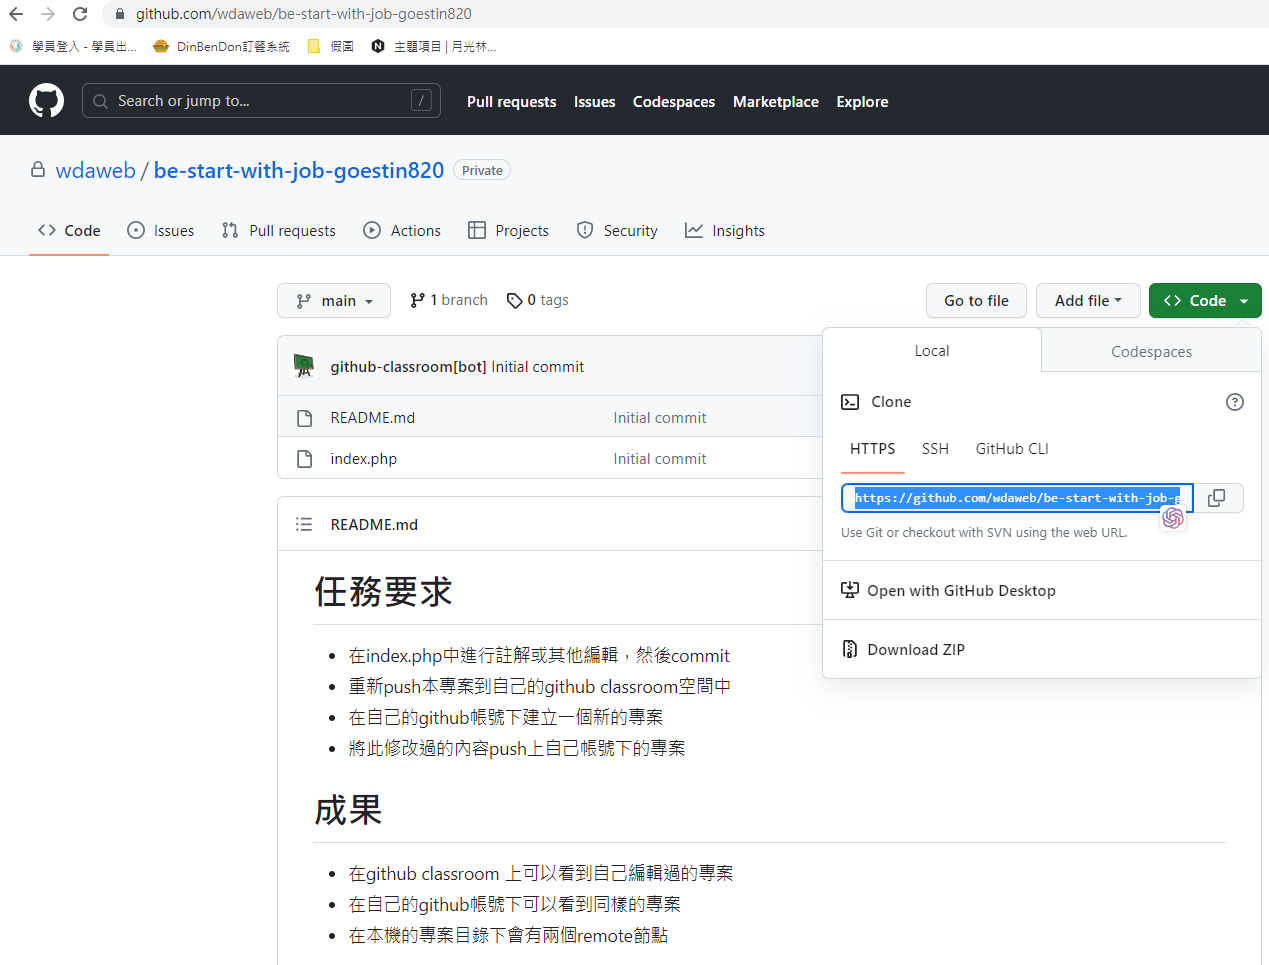 github.com/wdaweb/be-start-with-job-goestin820
學員登入 - 學員出... DinBenDon訂餐系統 假圖 主題項目 | 月光林...
Search or jump to... / Pull requests Issues Codespaces Marketplace Explore
wdaweb / be-start-with-job-goestin820 Private
Code Issues Pull requests Actions Projects Security Insights
main 1 branch 0 tags Go to file Add file Code
Local Codespaces
github-classroom[bot] Initial commit
Clone
README.md Initial commit
HTTPS SSH GitHub CLI
index.php Initial commit
https://github.com/wdaweb/be-start-with-job-g
Use Git or checkout with SVN using the web URL.
README.md
Open with GitHub Desktop
Download ZIP
任務要求
在index.php中進行註解或其他編輯，然後commit
重新push本專案到自己的github classroom空間中
在自己的github帳號下建立一個新的專案
將此修改過的內容push上自己帳號下的專案
成果
在github classroom 上可以看到自己編輯過的專案
在自己的github帳號下可以看到同樣的專案
在本機的專案目錄下會有兩個remote節點